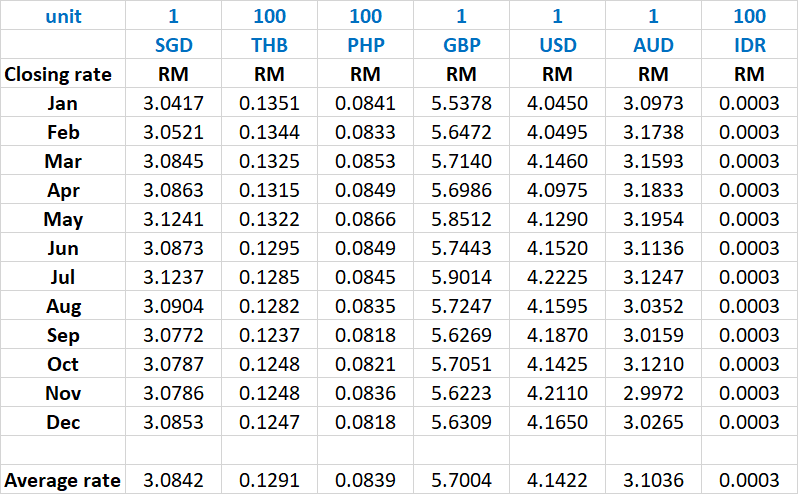 unit 1 100 100 1 1 1 100
SGD THB PHP GBP USD AUD IDR
Closing rate RM RM RM RM RM RM RM
Jan 3.0417 0.1351 0.0841 5.5378 4.0450 3.0973 0.0003
Feb 3.0521 0.1344 0.0833 5.6472 4.0495 3.1738 0.0003
Mar 3.0845 0.1325 0.0853 5.7140 4.1460 3.1593 0.0003
Apr 3.0863 0.1315 0.0849 5.6986 4.0975 3.1833 0.0003
May 3.1241 0.1322 0.0866 5.8512 4.1290 3.1954 0.0003
Jun 3.0873 0.1295 0.0849 5.7443 4.1520 3.1136 0.0003
Jul 3.1237 0.1285 0.0845 5.9014 4.2225 3.1247 0.0003
Aug 3.0904 0.1282 0.0835 5.7247 4.1595 3.0352 0.0003
Sep 3.0772 0.1237 0.0818 5.6269 4.1870 3.0159 0.0003
Oct 3.0787 0.1248 0.0821 5.7051 4.1425 3.1210 0.0003
Nov 3.0786 0.1248 0.0836 5.6223 4.2110 2.9972 0.0003
Dec 3.0853 0.1247 0.0818 5.6309 4.1650 3.0265 0.0003
Average rate 3.0842 0.1291 0.0839 5.7004 4.1422 3.1036 0.0003